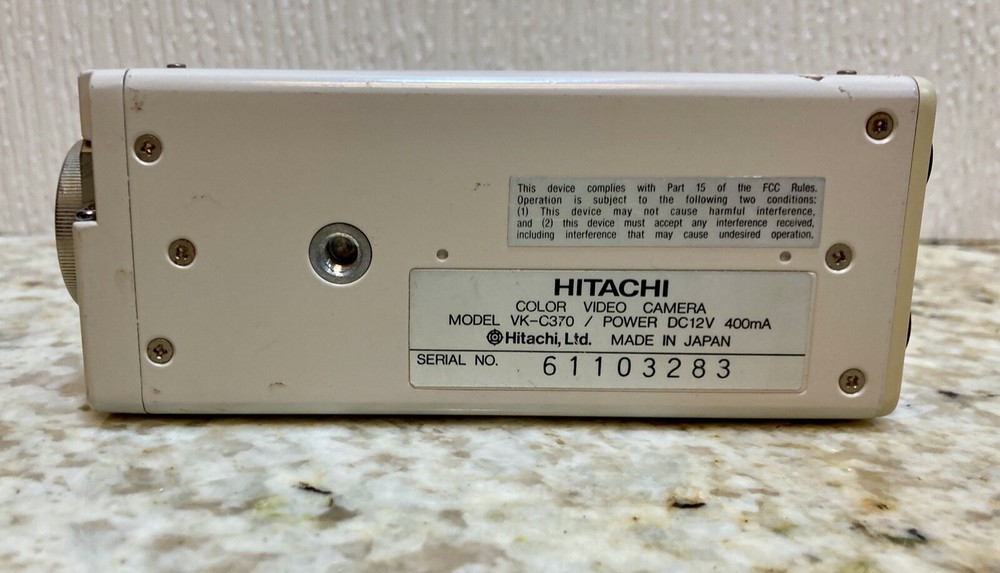 This device complies with Part 15 of the FCC Rules.
Operation is subject to the following two conditions:
(1) This device may not cause harmful interference,
and (2) this device must accept any interference received,
including interference that may cause undesired operation.
HITACHI
COLOR VIDEO CAMERA
MODEL VK-C370 / POWER DC12V 400mA
Hitachi, Ltd. MADE IN JAPAN
SERIAL NO. 61103283